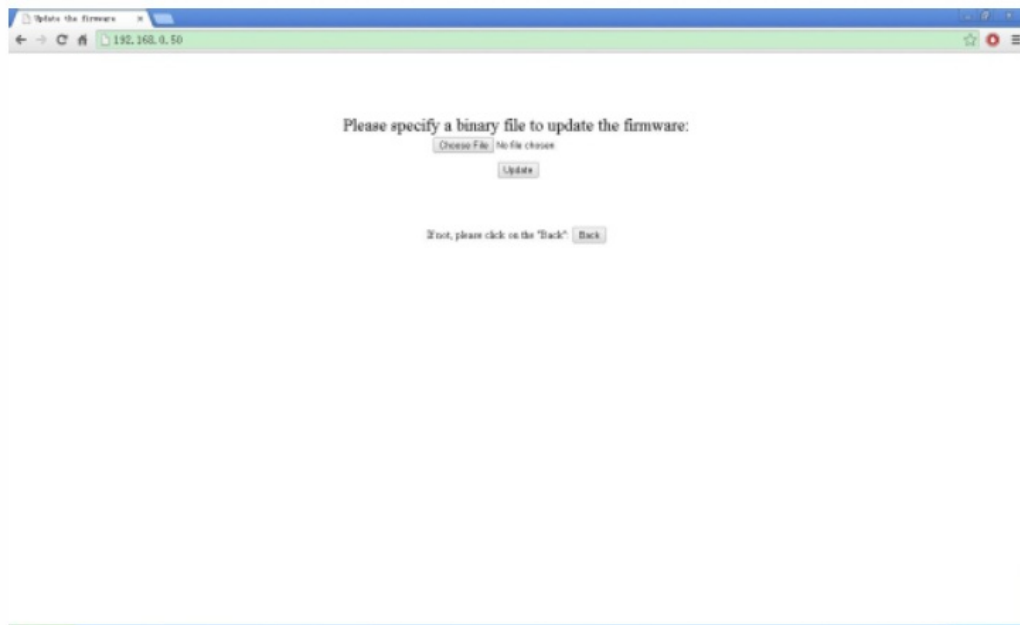 Update the firmware
192.168.0.50
Please specify a binary file to update the firmware:
Choose File No file chosen
Update
If not, please click on the "Back": Back